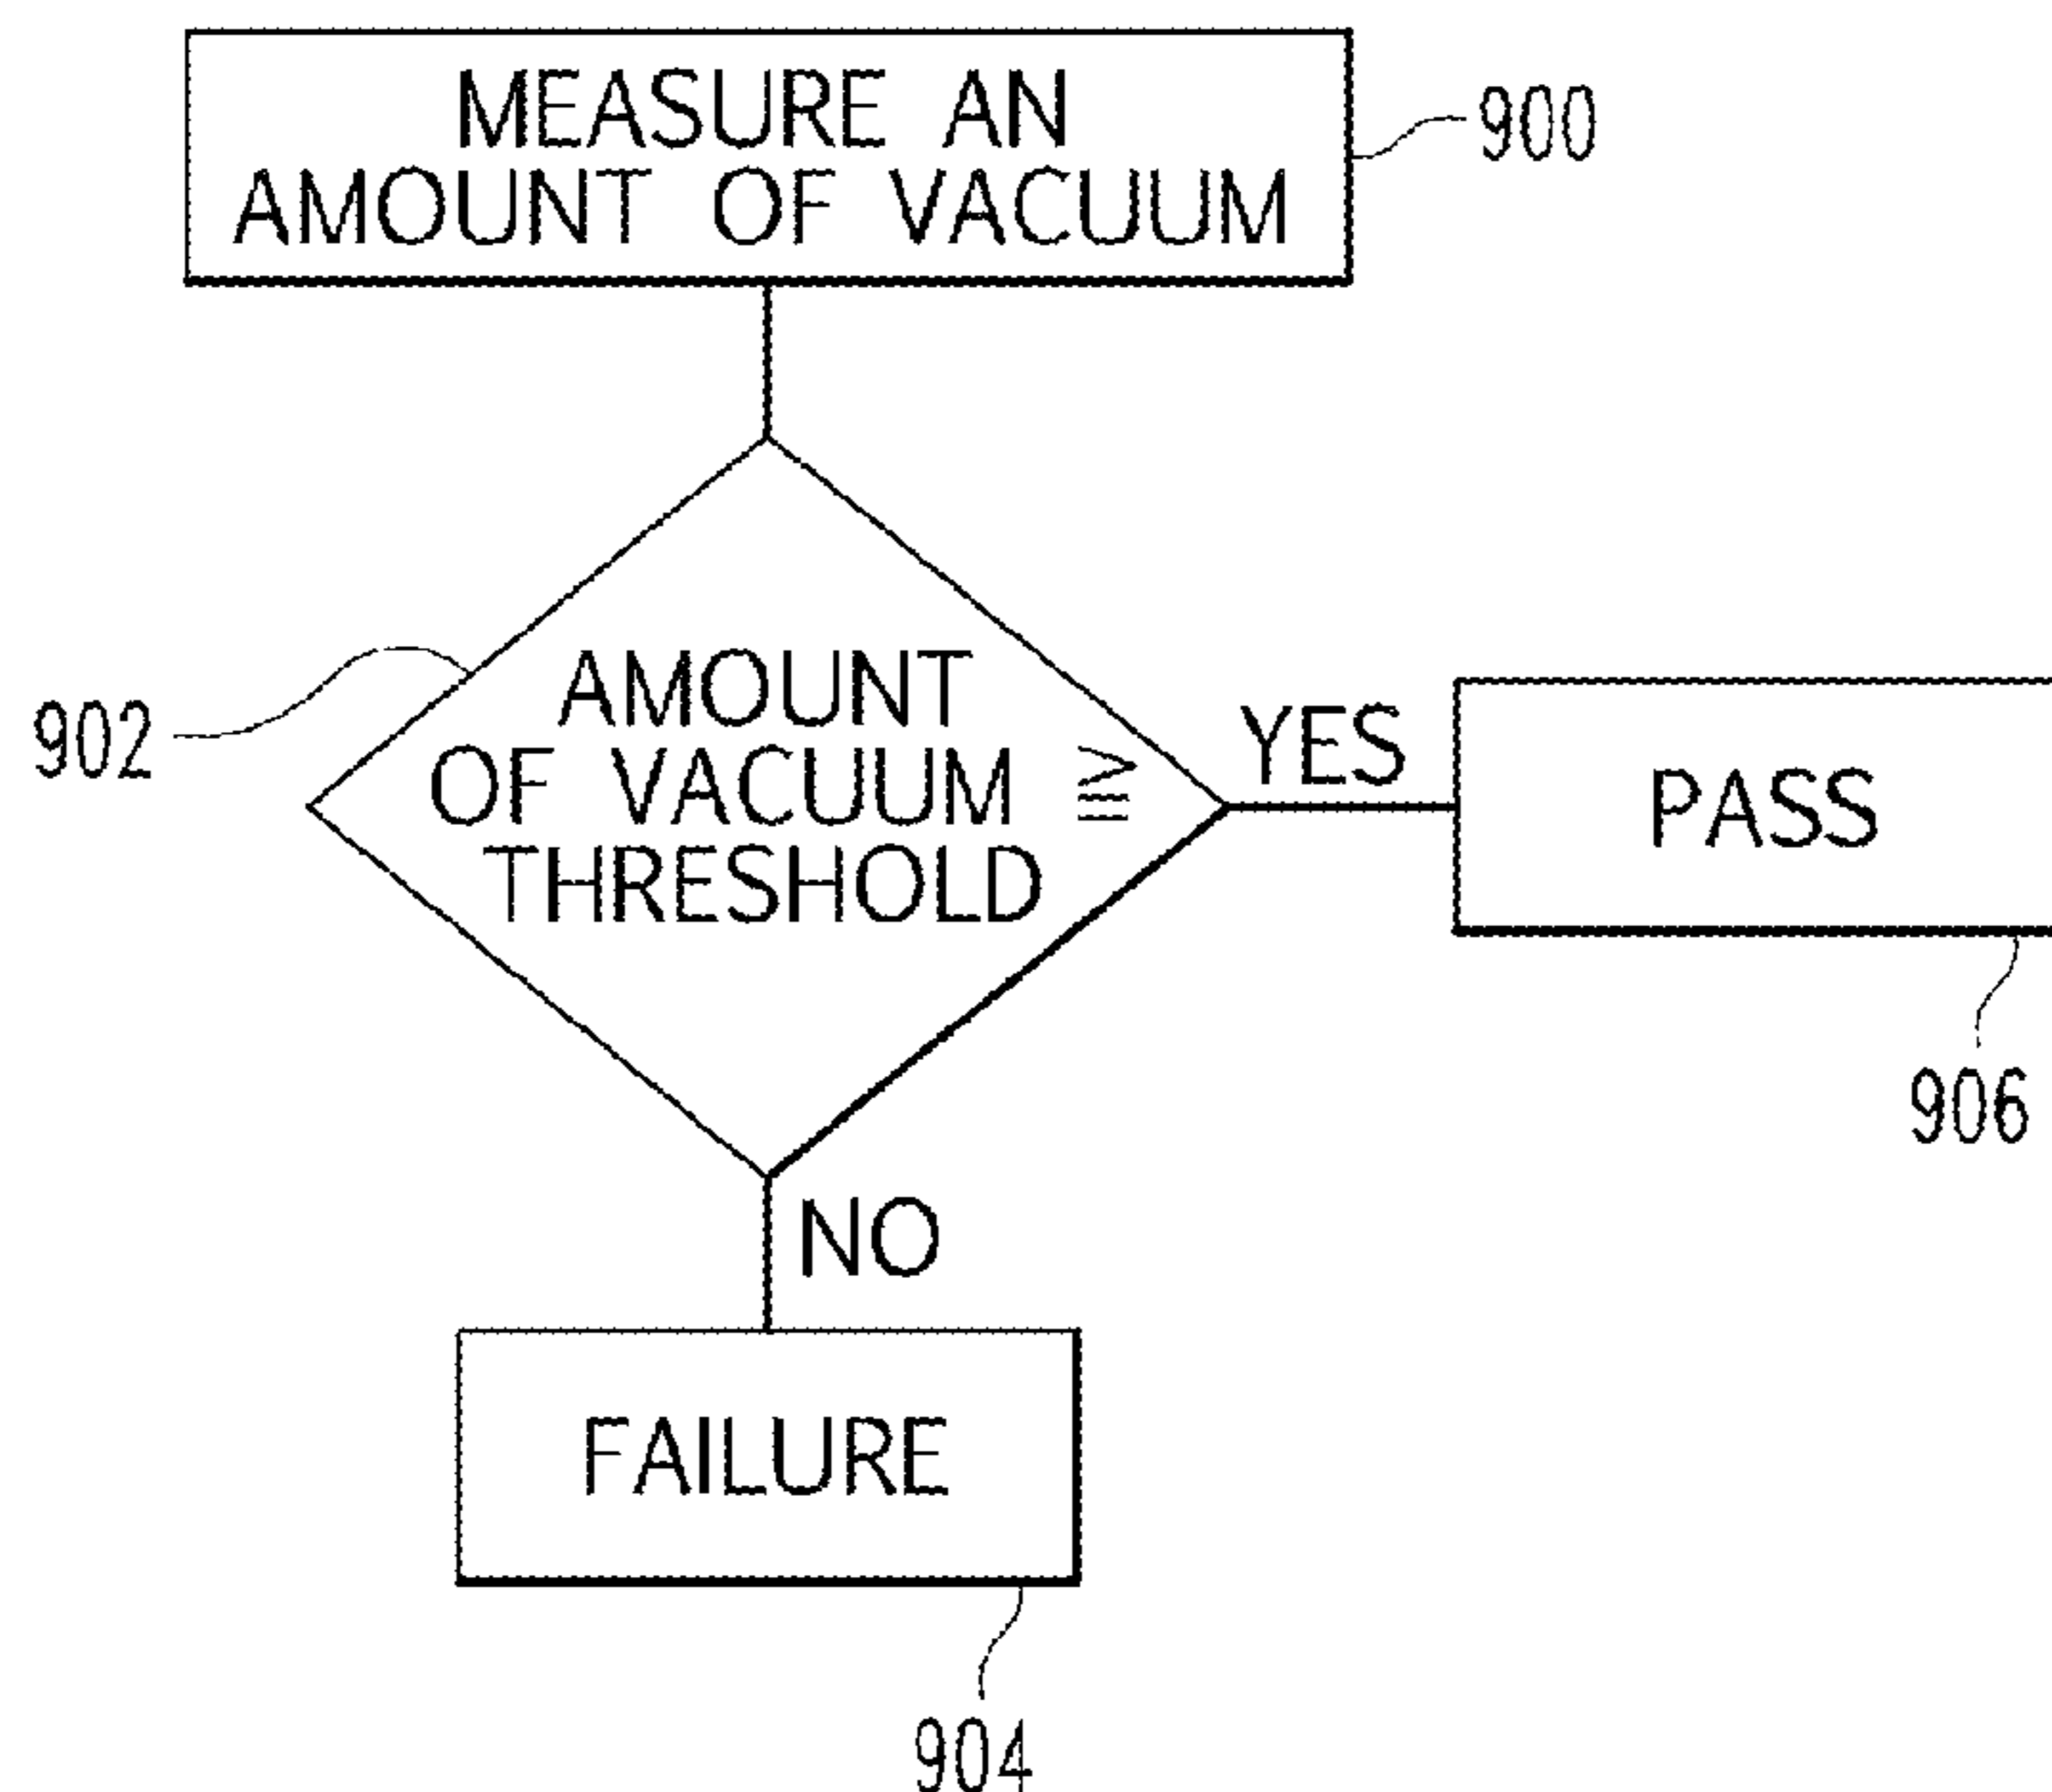 MEASURE AN
AMOUNT OF VACUUM
900
902
AMOUNT
OF VACUUM ≧
THRESHOLD
YES
PASS
906
NO
FAILURE
904